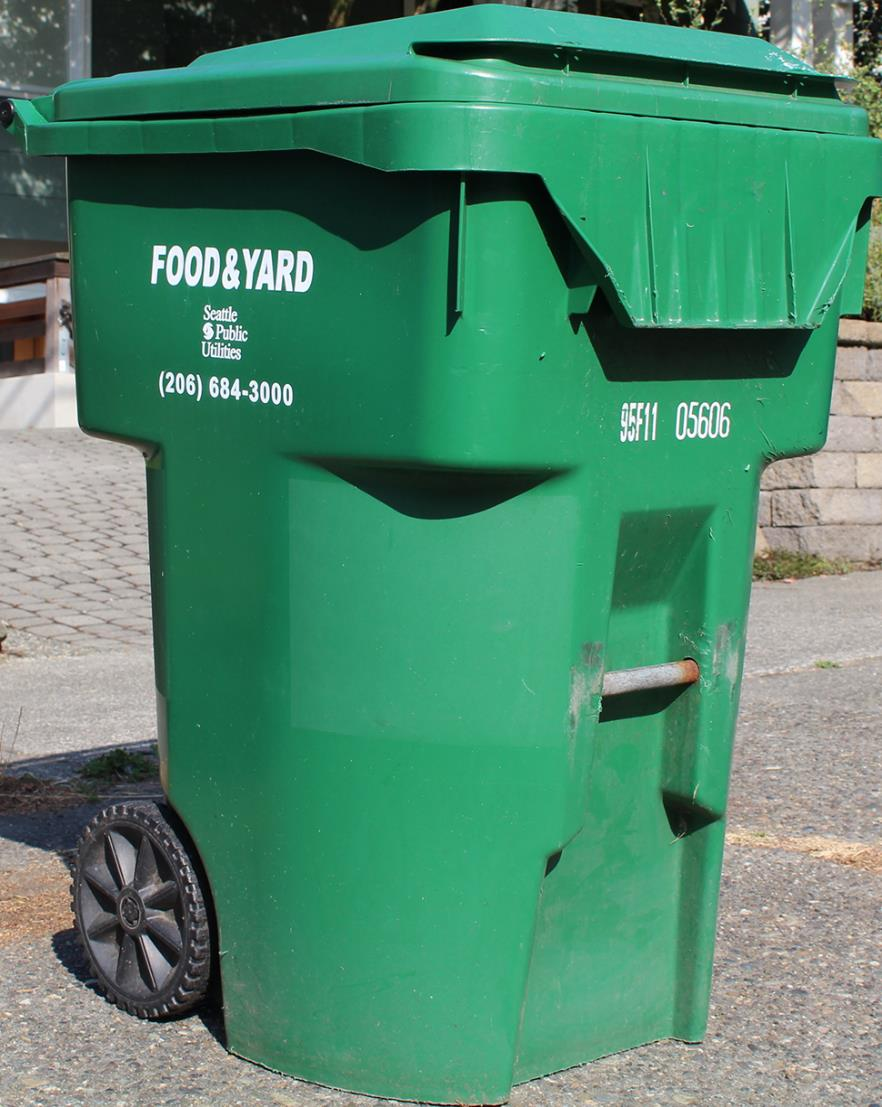 FOOD&YARD
Seattle
Public
Utilities
(206) 684-3000
95F11 05606